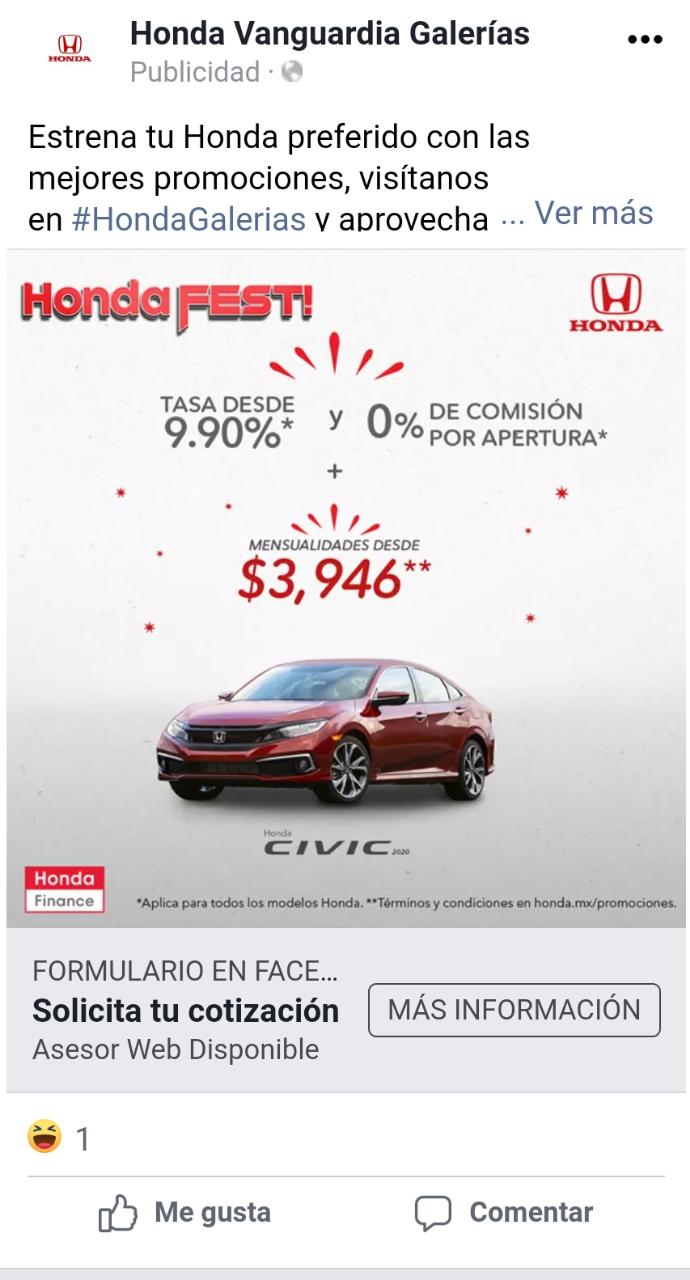 Honda Vanguardia Galerías
HONDA
Publicidad ·
Estrena tu Honda preferido con las
mejores promociones, visítanos
en #HondaGalerias y aprovecha ... Ver más
Honda FEST!
HONDA
TASA DESDE
9.90%*
y
0% DE COMISIÓN
POR APERTURA*
+
MENSUALIDADES DESDE
$3,946**
Honda
CIVIC 2020
Honda
Finance
*Aplica para todos los modelos Honda. **Términos y condiciones en honda.mx/promociones.
FORMULARIO EN FACE...
Solicita tu cotización
Asesor Web Disponible
MÁS INFORMACIÓN
1
Me gusta
Comentar